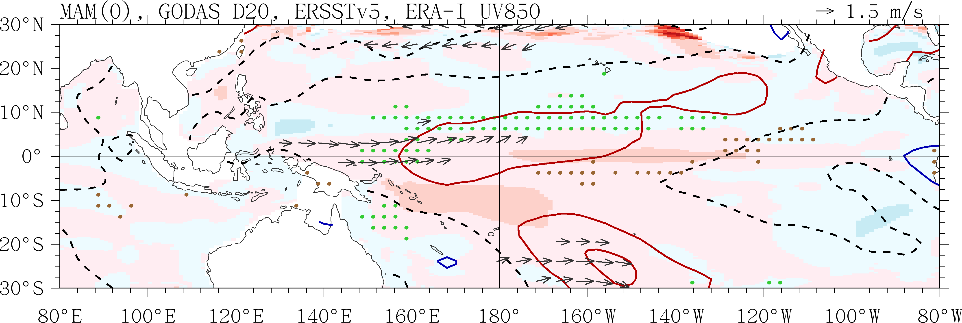 MAM(0), GODAS D20, ERSSTv5, ERA-I UV850
1.5 m/s
30°N
20°N
10°N
0°
10°S
20°S
30°S
80°E 100°E 120°E 140°E 160°E 180° 160°W 140°W 120°W 100°W 80°W